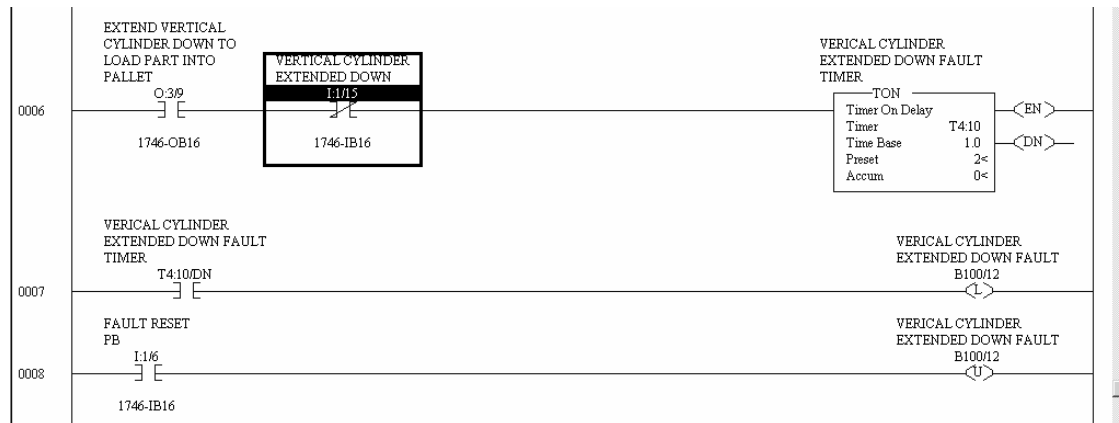 EXTEND VERTICAL
CYLINDER DOWN TO
LOAD PART INTO
PALLET
O:3/9
1746-OB16
VERTICAL CYLINDER
EXTENDED DOWN
I:1/15
1746-IB16
VERICAL CYLINDER
EXTENDED DOWN FAULT
TIMER
TON
Timer On Delay
Timer T4:10
Time Base 1.0
Preset 2<
Accum 0<
EN
DN
0006
VERICAL CYLINDER
EXTENDED DOWN FAULT
TIMER
T4:10/DN
VERICAL CYLINDER
EXTENDED DOWN FAULT
B100/12
L
0007
FAULT RESET
PB
I:1/6
1746-IB16
VERICAL CYLINDER
EXTENDED DOWN FAULT
B100/12
U
0008